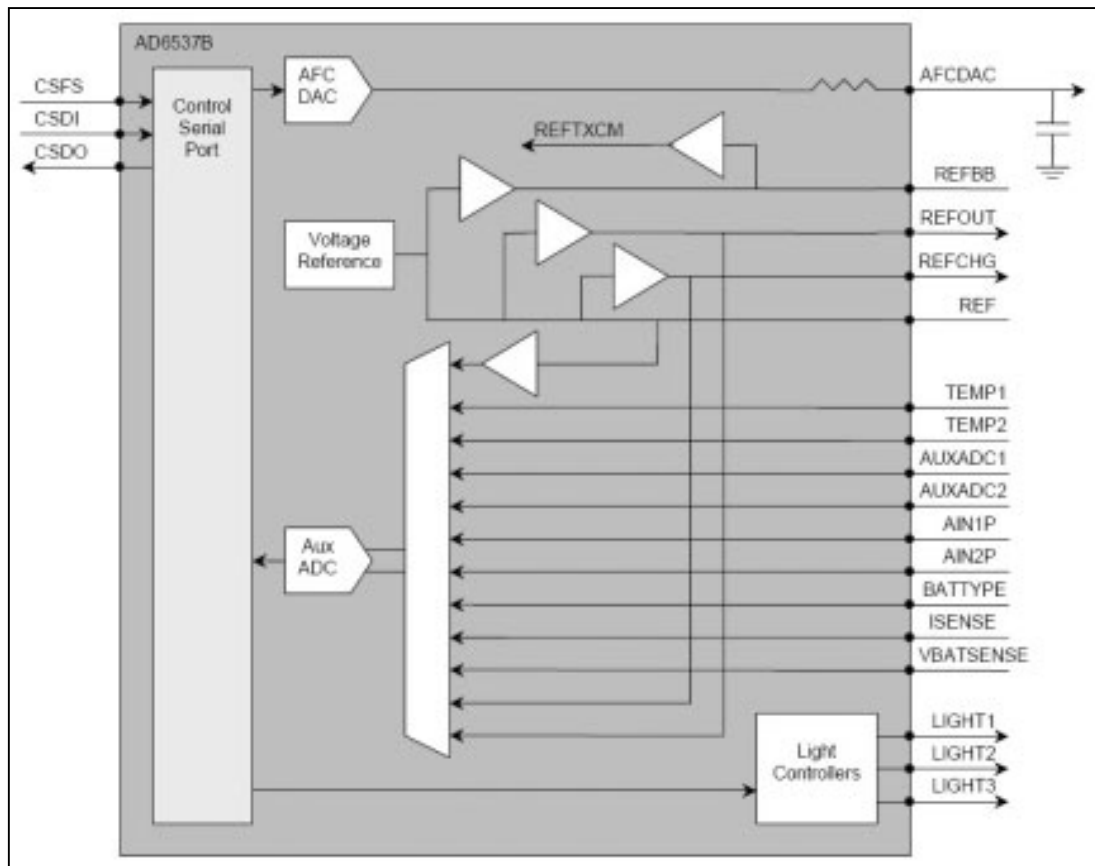 AD6537B
CSFS
CSDI
CSDO
Control
Serial
Port
AFC
DAC
AFCDAC
REFTXCM
REFBB
REFOUT
REFCHG
REF
Voltage
Reference
TEMP1
TEMP2
AUXADC1
AUXADC2
AIN1P
AIN2P
BATTYPE
ISENSE
VBATSENSE
Aux
ADC
Light
Controllers
LIGHT1
LIGHT2
LIGHT3